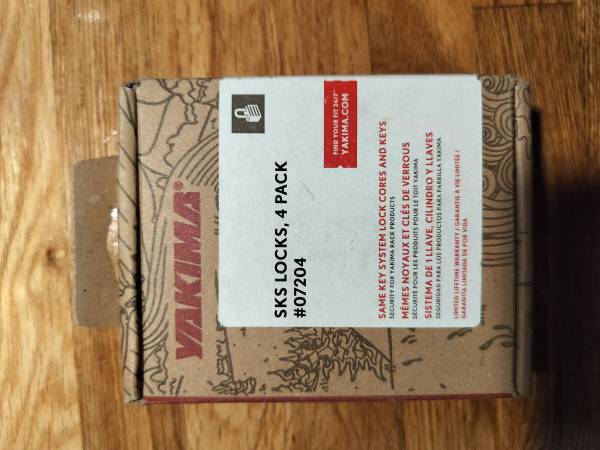 YAKIMA®
SKS LOCKS, 4 PACK
#07204
FIND YOUR FIT 24/7
YAKIMA.COM
SAME KEY SYSTEM LOCK CORES AND KEYS
SECURITY FOR YAKIMA RACK PRODUCTS
MÊMES NOYAUX ET CLÉS DE VERROUS
SÉCURITÉ POUR LES PRODUITS POUR LE TOIT YAKIMA
SISTEMA DE 1 LLAVE, CILINDRO Y LLAVES
SEGURIDAD PARA LOS PRODUCTOS PARA PARRILLA YAKIMA
LIMITED LIFETIME WARRANTY / GARANTIE À VIE LIMITÉE /
GARANTÍA LIMITADA DE POR VIDA